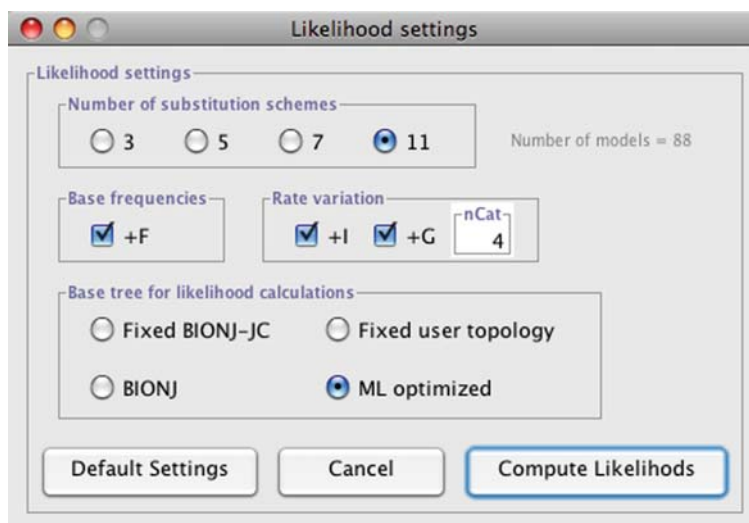 Likelihood settings
Likelihood settings
Number of substitution schemes
3 5 7 11 Number of models = 88
Base frequencies Rate variation
nCat
+F +I +G 4
Base tree for likelihood calculations
Fixed BIONJ-JC Fixed user topology
BIONJ ML optimized
Default Settings Cancel Compute Likelihods